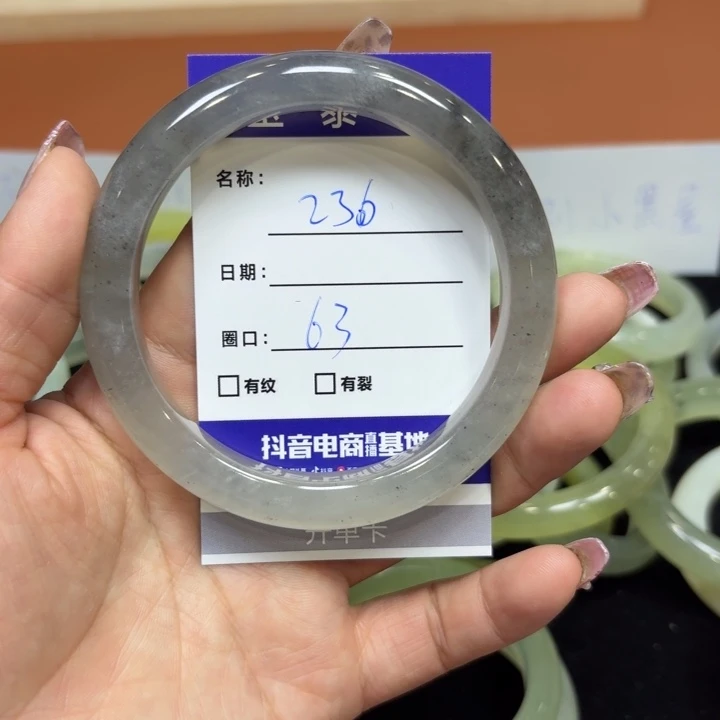 泰
名称: 236
日期:
圈口: 63
□有纹 □有裂
抖音电商直播基地
开单卡